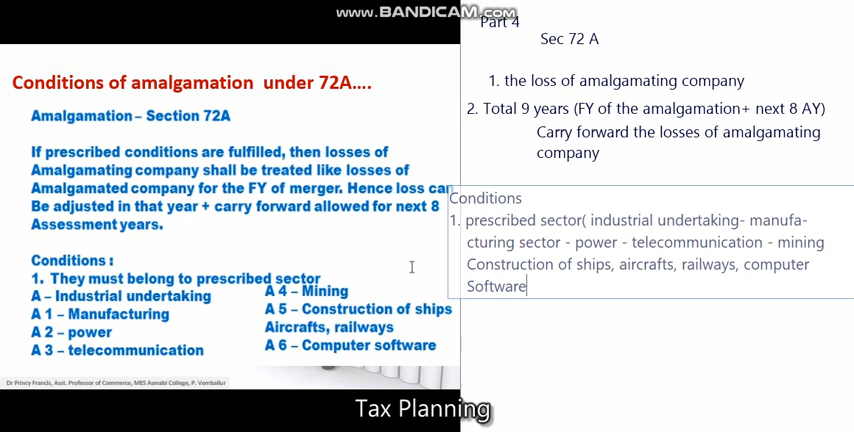 www.BANDICAM.com
Conditions of amalgamation under 72A....
Amalgamation – Section 72A
If prescribed conditions are fulfilled, then losses of
Amalgamating company shall be treated like losses of
Amalgamated company for the FY of merger. Hence loss can
Be adjusted in that year + carry forward allowed for next 8
Assessment years.
Conditions :
1. They must belong to prescribed sector
A – Industrial undertaking
A 1 – Manufacturing
A 2 – power
A 3 – telecommunication
A 4 – Mining
A 5 – Construction of ships
Aircrafts, railways
A 6 – Computer software
Dr Princy Francis, Asst. Professor of Commerce, MES Asmabi College, P. Vemballur
Part 4
Sec 72 A
1. the loss of amalgamating company
2. Total 9 years (FY of the amalgamation+ next 8 AY)
Carry forward the losses of amalgamating
company
Conditions
1. prescribed sector( industrial undertaking- manufa-
cturing sector - power - telecommunication - mining
Construction of ships, aircrafts, railways, computer
Software
Tax Planning